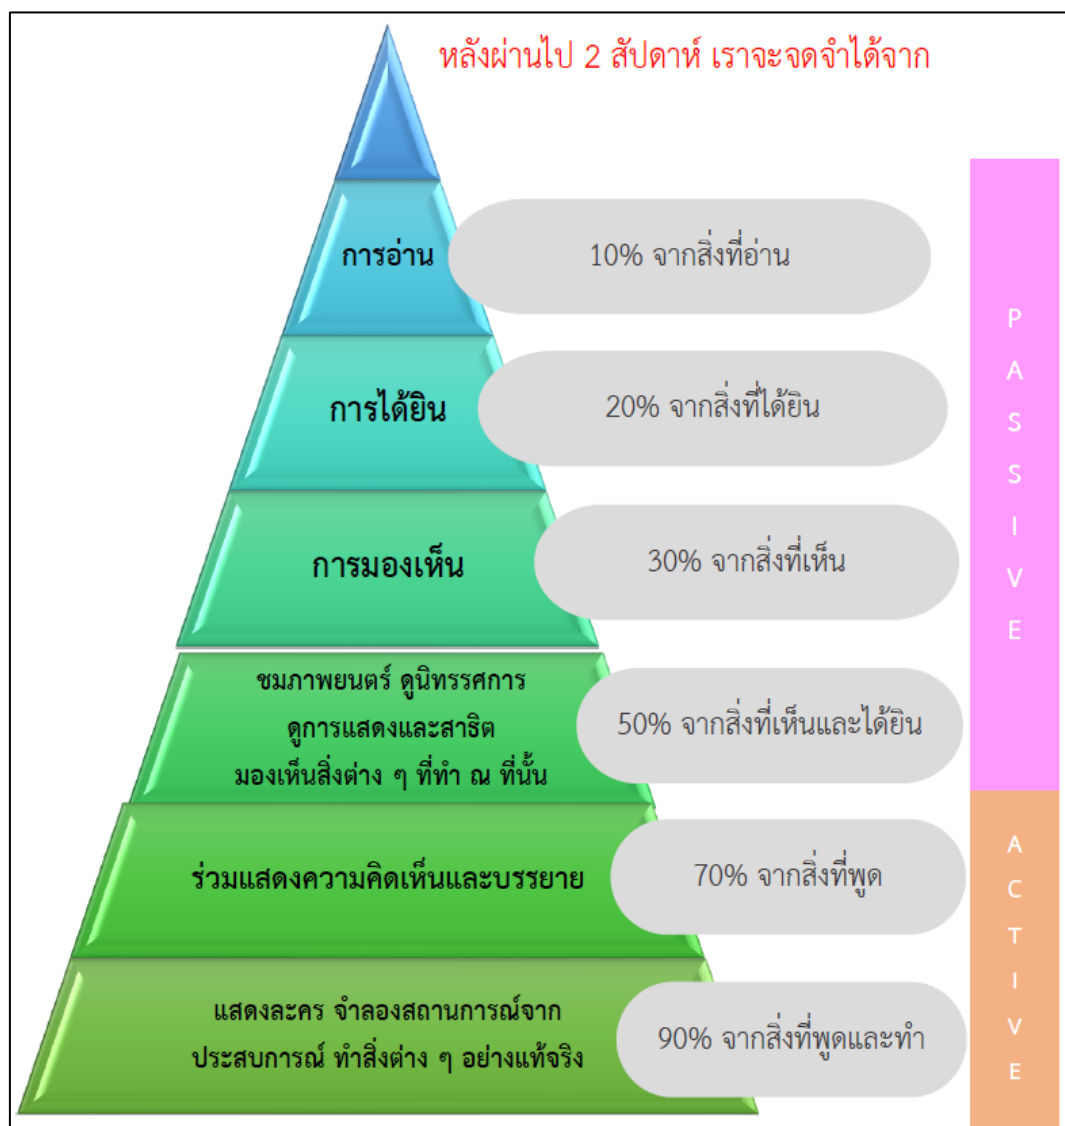 หลังผ่านไป 2 สัปดาห์ เราจะจดจำได้จาก
การอ่าน
10% จากสิ่งที่อ่าน
การได้ยิน
20% จากสิ่งที่ได้ยิน
การมองเห็น
30% จากสิ่งที่เห็น
ชมภาพยนตร์ ดูนิทรรศการ
ดูการแสดงและสาธิต
มองเห็นสิ่งต่าง ๆ ที่ทำ ณ ที่นั้น
50% จากสิ่งที่เห็นและได้ยิน
ร่วมแสดงความคิดเห็นและบรรยาย
70% จากสิ่งที่พูด
แสดงละคร จำลองสถานการณ์จาก
ประสบการณ์ ทำสิ่งต่าง ๆ อย่างแท้จริง
90% จากสิ่งที่พูดและทำ
PASSIVE
ACTIVE